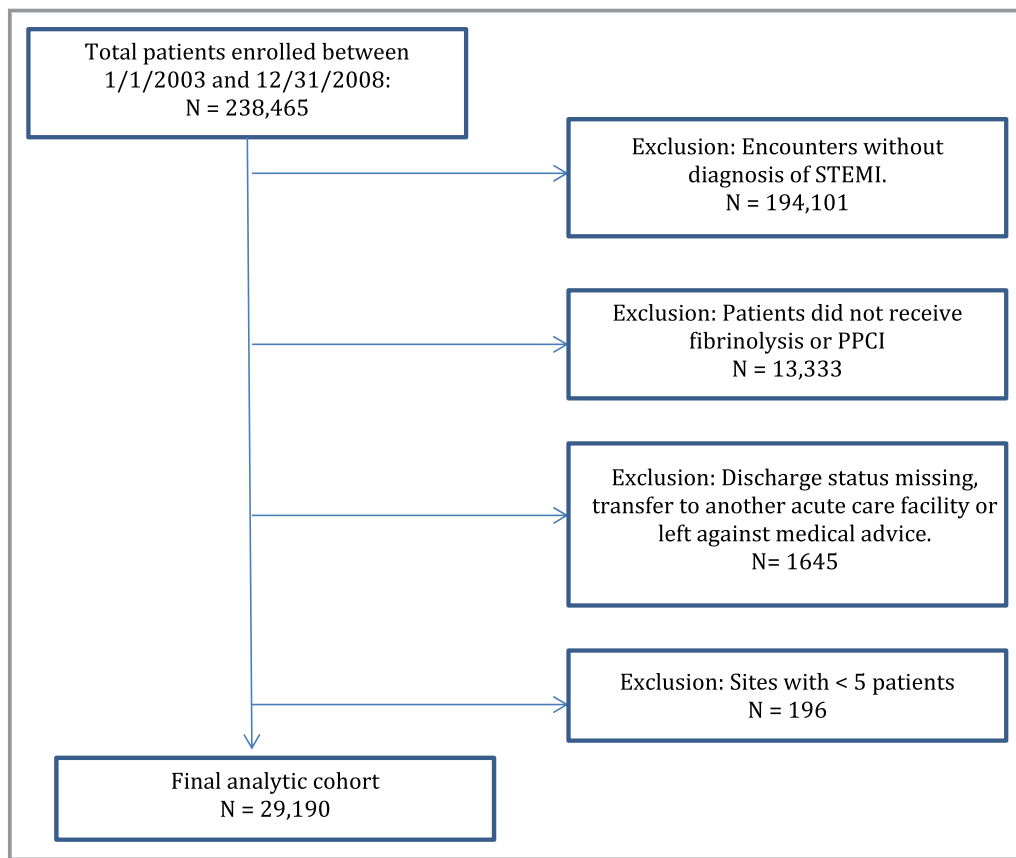 Total patients enrolled between
1/1/2003 and 12/31/2008:
N = 238,465
Exclusion: Encounters without
diagnosis of STEMI.
N = 194,101
Exclusion: Patients did not receive
fibrinolysis or PPCI
N = 13,333
Exclusion: Discharge status missing,
transfer to another acute care facility or
left against medical advice.
N= 1645
Exclusion: Sites with < 5 patients
N = 196
Final analytic cohort
N = 29,190